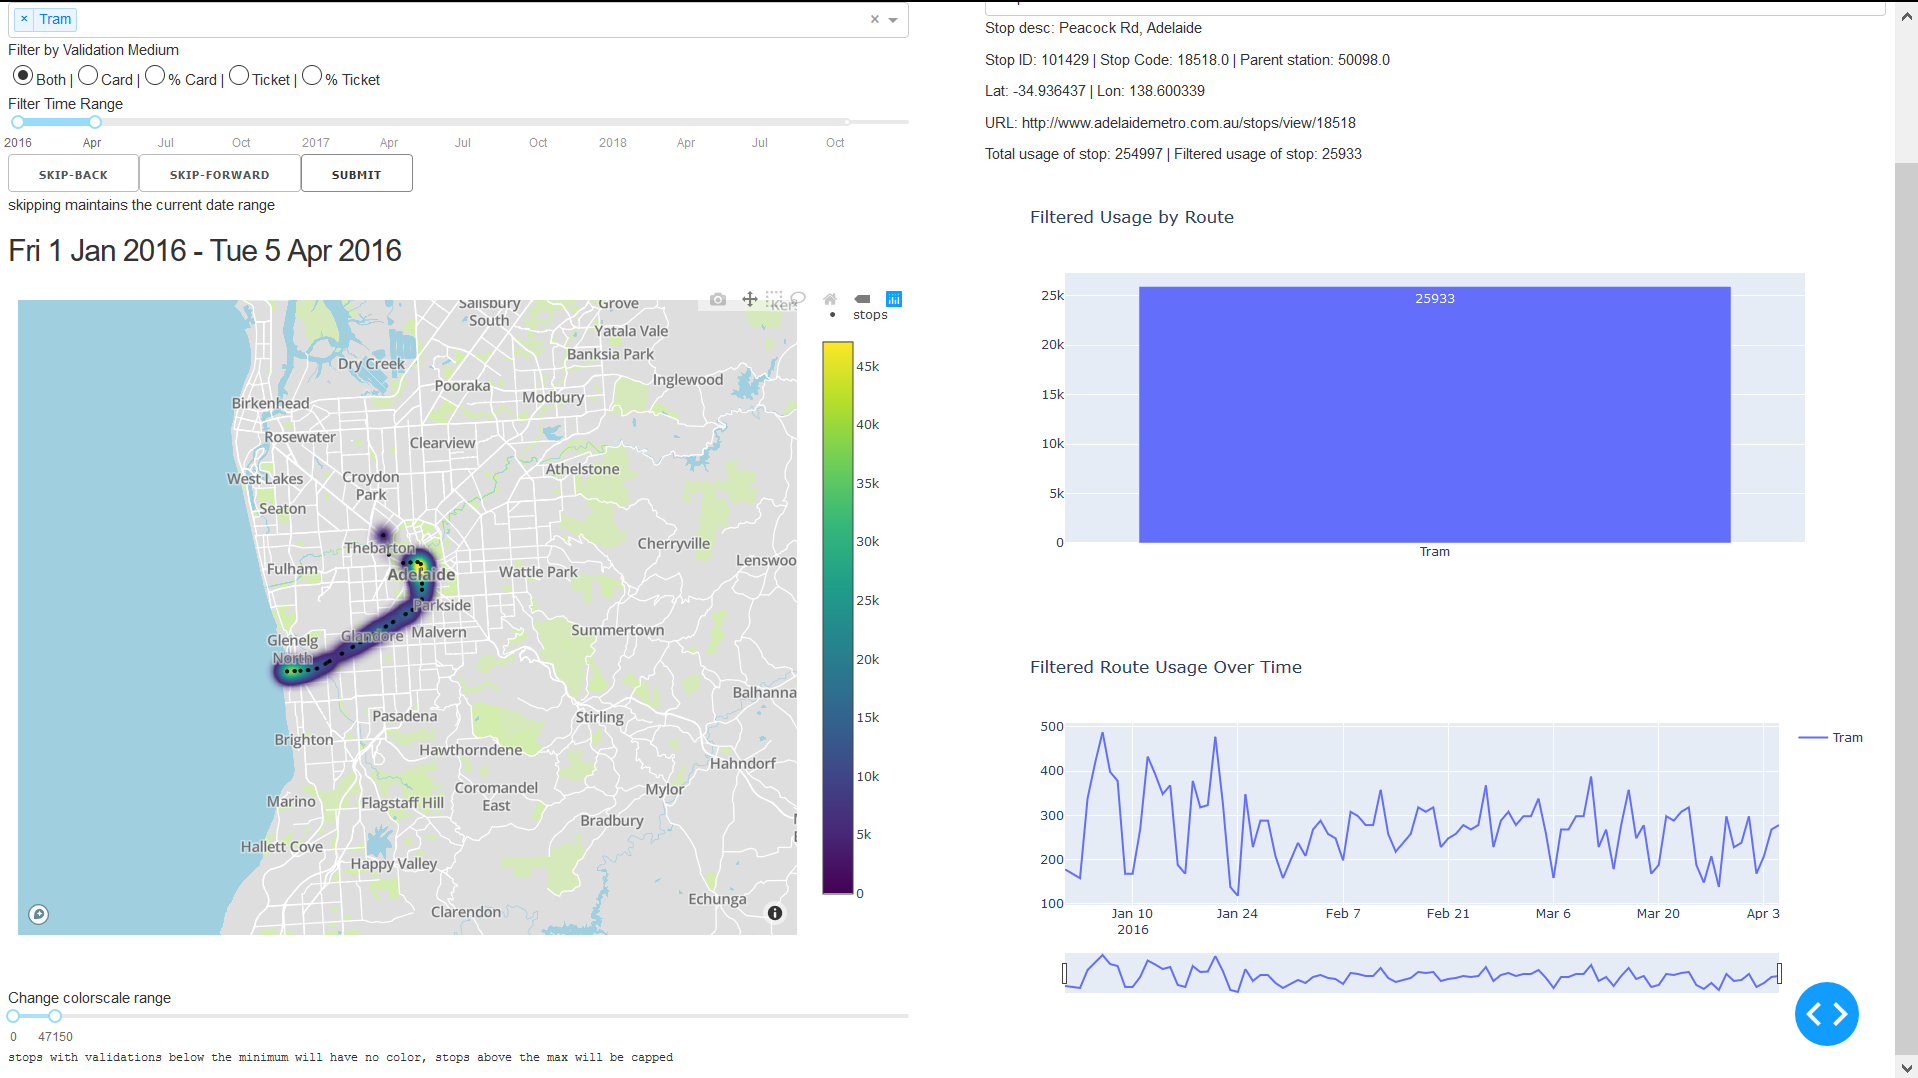 × Tram × 
Filter by Validation Medium
Both | Card | % Card | Ticket | % Ticket
Filter Time Range
2016 Apr Jul Oct 2017 Apr Jul Oct 2018 Apr Jul Oct
SKIP-BACK SKIP-FORWARD SUBMIT
skipping maintains the current date range
Fri 1 Jan 2016 - Tue 5 Apr 2016
stops
Salisbury South
Grove
Yatala Vale
Banksia Park
Dry Creek
Inglewood
Pooraka
Modbury
Birkenhead
Rosewater
Clearview
Athelstone
West Lakes
Croydon Park
Seaton
Cherryville
Thebarton
Lenswoo
Fulham
Adelaide
Wattle Park
Parkside
Summertown
Glenelg North
Glandore
Malvern
Balhanna
Pasadena
Stirling
Brighton
Hawthorndene
Hahndorf
Coromandel East
Mylor
Marino
Flagstaff Hill
Bradbury
Hallett Cove
Happy Valley
Echunga
Clarendon
45k
40k
35k
30k
25k
20k
15k
10k
5k
0
Change colorscale range
0 47150
stops with validations below the minimum will have no color, stops above the max will be capped
Stop desc: Peacock Rd, Adelaide
Stop ID: 101429 | Stop Code: 18518.0 | Parent station: 50098.0
Lat: -34.936437 | Lon: 138.600339
URL: http://www.adelaidemetro.com.au/stops/view/18518
Total usage of stop: 254997 | Filtered usage of stop: 25933
Filtered Usage by Route
25933
25k
20k
15k
10k
5k
0
Tram
Filtered Route Usage Over Time
500
400
300
200
100
Tram
Jan 10 Jan 24 Feb 7 Feb 21 Mar 6 Mar 20 Apr 3
2016